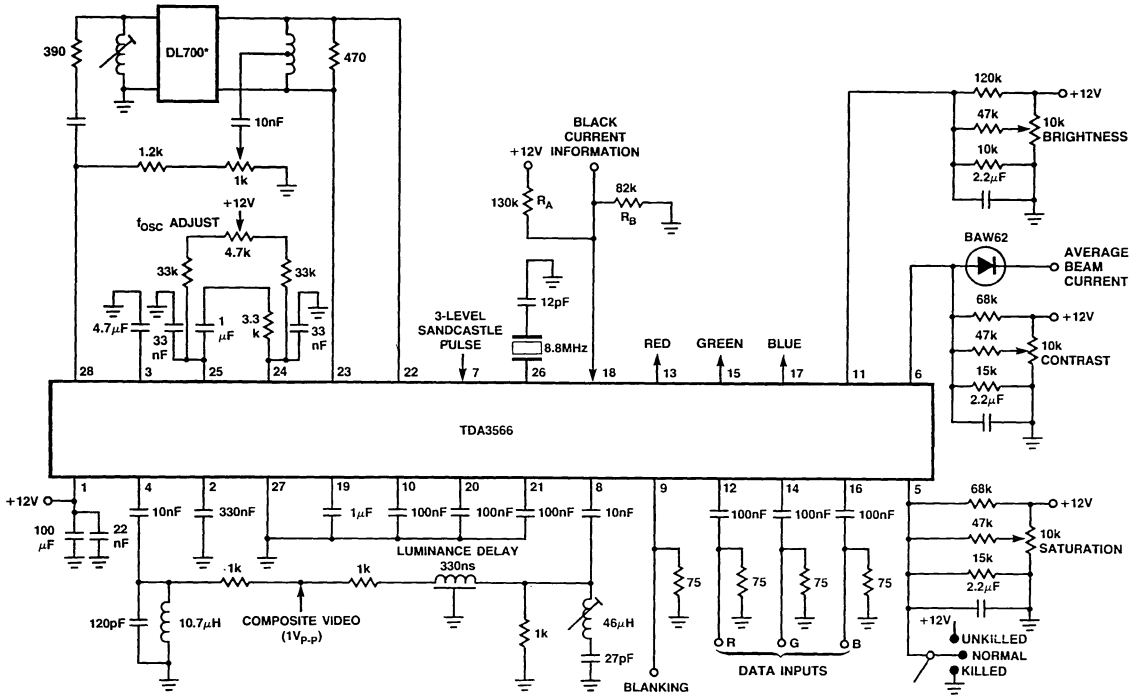 390
DL700*
470
10nF
1.2k
1k
+12V
fOSC ADJUST
4.7k
33k
33k
4.7µF
33
nF
1
µF
3.3
k
33
nF
BLACK
CURRENT
INFORMATION
+12V
130k
RA
82k
RB
12pF
8.8MHz
3-LEVEL
SANDCASTLE
PULSE
RED
GREEN
BLUE
120k
+12V
47k
10k
BRIGHTNESS
10k
2.2µF
BAW62
AVERAGE
BEAM
CURRENT
68k
+12V
47k
10k
CONTRAST
15k
2.2µF
28
3
25
24
23
22
7
26
18
13
15
17
11
6
TDA3566
1
4
2
27
19
10
20
21
8
9
12
14
16
5
+12V
100
µF
22
nF
10nF
330nF
1µF
100nF
100nF
100nF
10nF
100nF
100nF
100nF
LUMINANCE DELAY
330ns
1k
1k
120pF
10.7µH
COMPOSITE VIDEO
(1VP-P)
1k
46µH
27pF
75
75
75
75
BLANKING
R
G
B
DATA INPUTS
68k
+12V
47k
10k
SATURATION
15k
2.2µF
+12V
UNKILLED
NORMAL
KILLED